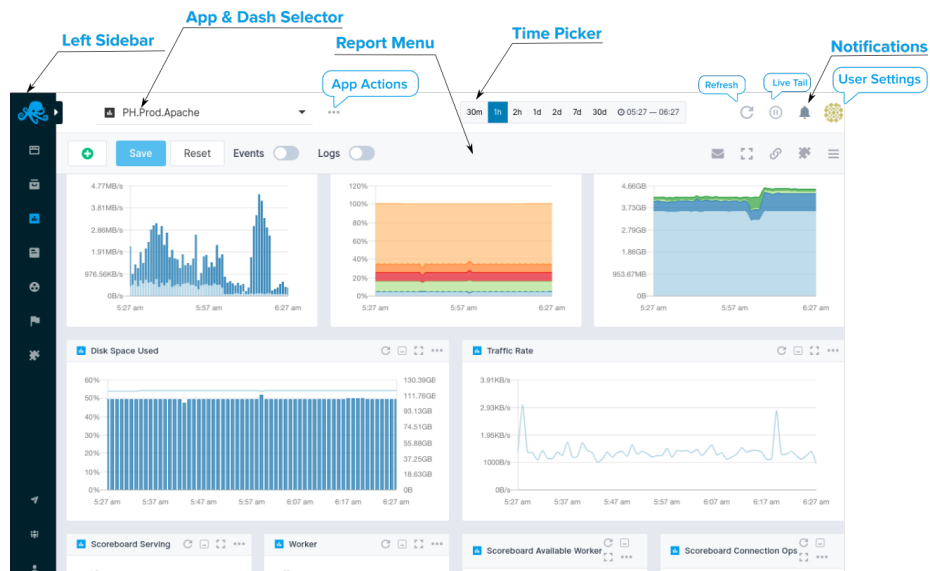 App & Dash Selector
Left Sidebar
Report Menu
Time Picker
Notifications
App Actions
Refresh
Live Tail
User Settings
PH.Prod.Apache
30m 1h 2h 1d 2d 7d 30d 05:27 — 06:27
Save Reset Events Logs
4.77MB/s
3.81MB/s
2.86MB/s
1.91MB/s
976.56KB/s
0B/s
5:27 am 5:57 am 6:27 am
120%
100%
80%
60%
40%
20%
0%
5:27 am 5:57 am 6:27 am
4.66GB
3.73GB
2.79GB
1.86GB
953.67MB
0B
5:27 am 5:57 am 6:27 am
Disk Space Used
60%
50%
40%
30%
20%
10%
0%
130.39GB
111.76GB
93.13GB
74.51GB
55.88GB
37.25GB
18.63GB
0B
5:27 am 5:37 am 5:47 am 5:57 am 6:07 am 6:17 am 6:27 am
Traffic Rate
3.91KB/s
2.93KB/s
1.95KB/s
1000B/s
0B/s
5:27 am 5:37 am 5:47 am 5:57 am 6:07 am 6:17 am 6:27 am
Scoreboard Serving
Worker
Scoreboard Available Worker
Scoreboard Connection Ops